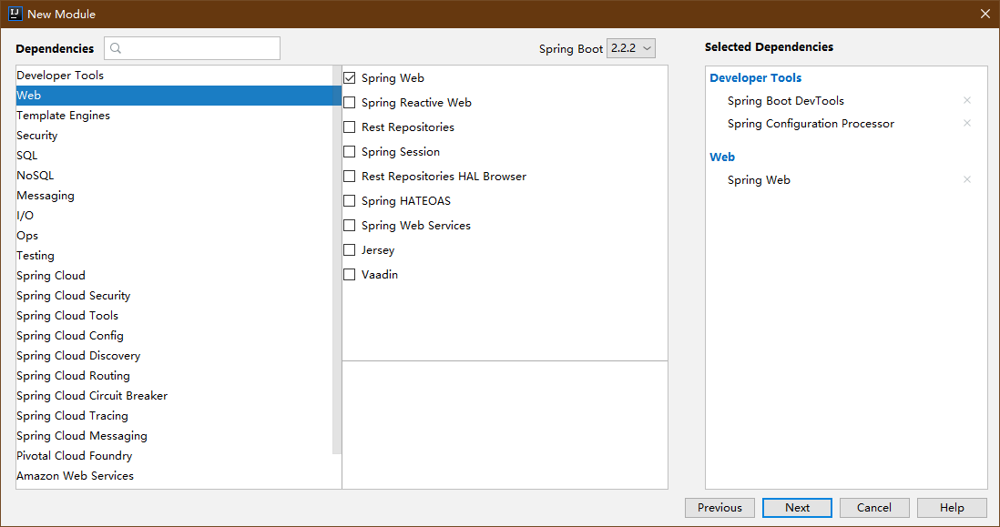 New Module
Dependencies
Spring Boot 2.2.2
Selected Dependencies
Developer Tools
Web
Template Engines
Security
SQL
NoSQL
Messaging
I/O
Ops
Testing
Spring Cloud
Spring Cloud Security
Spring Cloud Tools
Spring Cloud Config
Spring Cloud Discovery
Spring Cloud Routing
Spring Cloud Circuit Breaker
Spring Cloud Tracing
Spring Cloud Messaging
Pivotal Cloud Foundry
Amazon Web Services
Spring Web
Spring Reactive Web
Rest Repositories
Spring Session
Rest Repositories HAL Browser
Spring HATEOAS
Spring Web Services
Jersey
Vaadin
Developer Tools
Spring Boot DevTools
Spring Configuration Processor
Web
Spring Web
Previous
Next
Cancel
Help